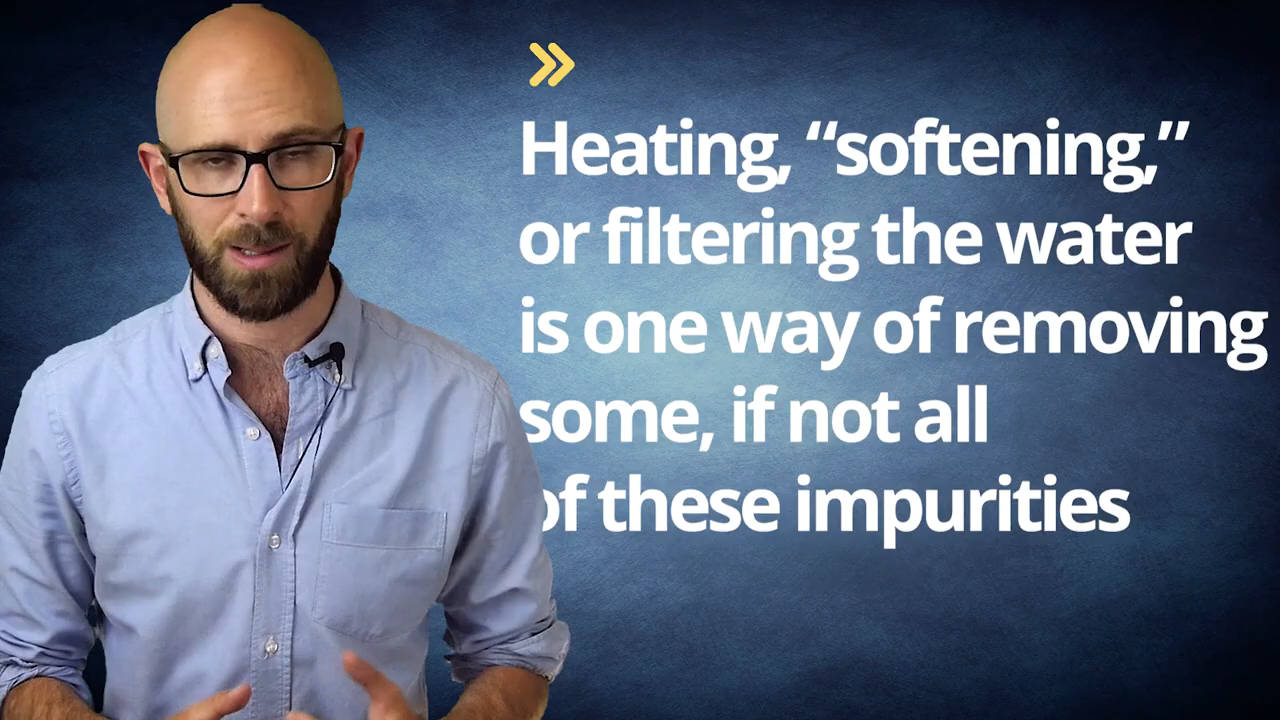 Heating, “softening,”
or filtering the water
is one way of removing
some, if not all
of these impurities